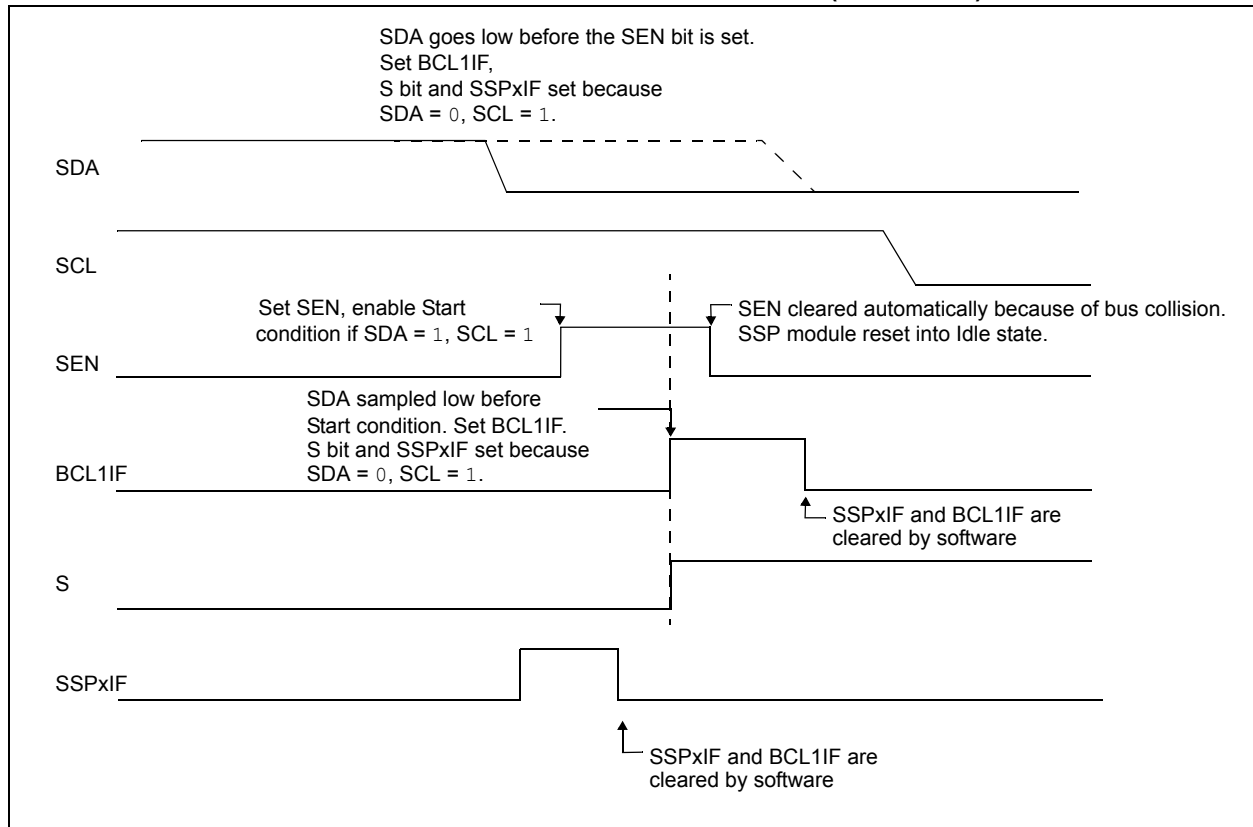 SDA goes low before the SEN bit is set.
Set BCL1IF,
S bit and SSPxIF set because
SDA = 0, SCL = 1.
SDA
SCL
Set SEN, enable Start
condition if SDA = 1, SCL = 1
SEN cleared automatically because of bus collision.
SSP module reset into Idle state.
SEN
SDA sampled low before
Start condition. Set BCL1IF.
S bit and SSPxIF set because
SDA = 0, SCL = 1.
BCL1IF
SSPxIF and BCL1IF are
cleared by software
S
SSPxIF
SSPxIF and BCL1IF are
cleared by software